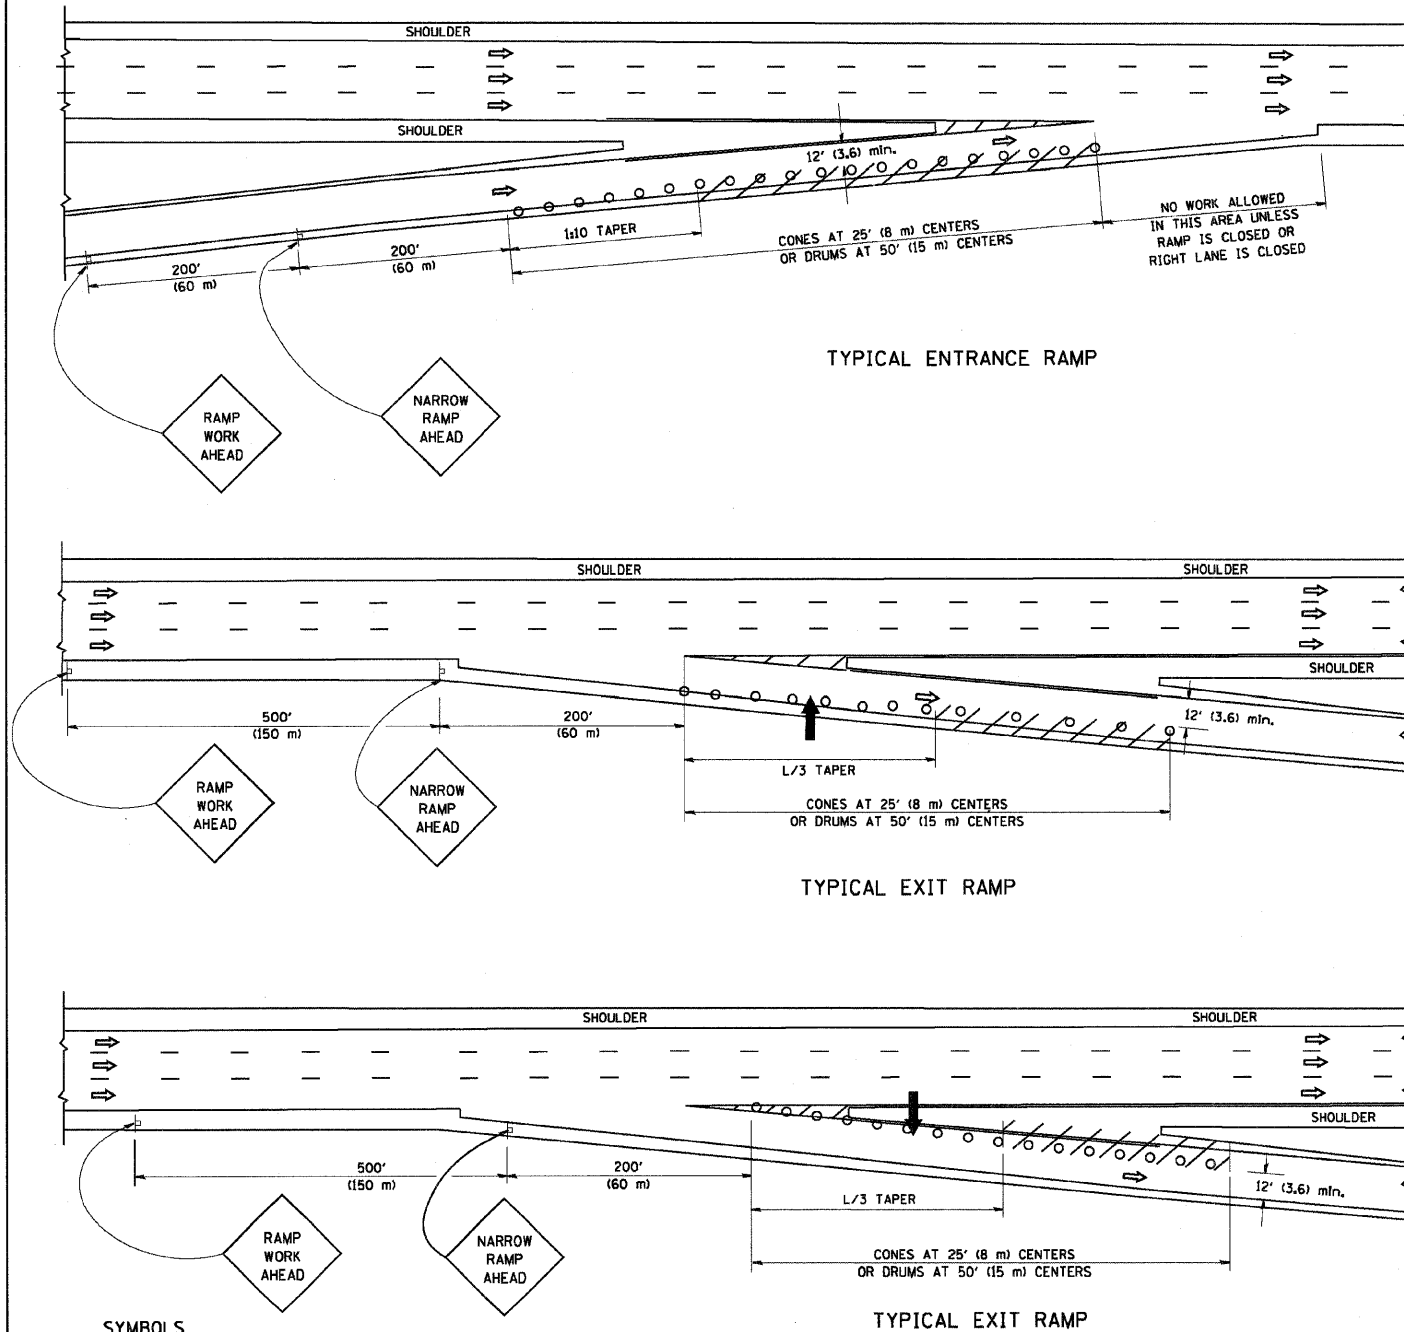 SHOULDER
SHOULDER
12' (3.6) min.
1:10 TAPER
CONES AT 25' (8 m) CENTERS
OR DRUMS AT 50' (15 m) CENTERS
NO WORK ALLOWED
IN THIS AREA UNLESS
RAMP IS CLOSED OR
RIGHT LANE IS CLOSED
200'
(60 m)
200'
(60 m)
TYPICAL ENTRANCE RAMP
RAMP
WORK
AHEAD
NARROW
RAMP
AHEAD
SHOULDER
SHOULDER
SHOULDER
500'
(150 m)
200'
(60 m)
12' (3.6) min.
L/3 TAPER
CONES AT 25' (8 m) CENTERS
OR DRUMS AT 50' (15 m) CENTERS
RAMP
WORK
AHEAD
NARROW
RAMP
AHEAD
TYPICAL EXIT RAMP
SHOULDER
SHOULDER
SHOULDER
500'
(150 m)
200'
(60 m)
12' (3.6) min.
L/3 TAPER
CONES AT 25' (8 m) CENTERS
OR DRUMS AT 50' (15 m) CENTERS
RAMP
WORK
AHEAD
NARROW
RAMP
AHEAD
TYPICAL EXIT RAMP
SYMBOLS